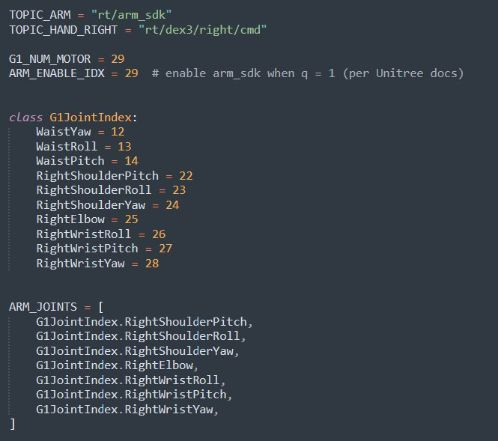 TOPIC_ARM = "rt/arm_sdk"
TOPIC_HAND_RIGHT = "rt/dex3/right/cmd"
G1_NUM_MOTOR = 29
ARM_ENABLE_IDX = 29  # enable arm_sdk when q = 1 (per Unitree docs)
class G1JointIndex:
    WaistYaw = 12
    WaistRoll = 13
    WaistPitch = 14
    RightShoulderPitch = 22
    RightShoulderRoll = 23
    RightShoulderYaw = 24
    RightElbow = 25
    RightWristRoll = 26
    RightWristPitch = 27
    RightWristYaw = 28
ARM_JOINTS = [
    G1JointIndex.RightShoulderPitch,
    G1JointIndex.RightShoulderRoll,
    G1JointIndex.RightShoulderYaw,
    G1JointIndex.RightElbow,
    G1JointIndex.RightWristRoll,
    G1JointIndex.RightWristPitch,
    G1JointIndex.RightWristYaw,
]